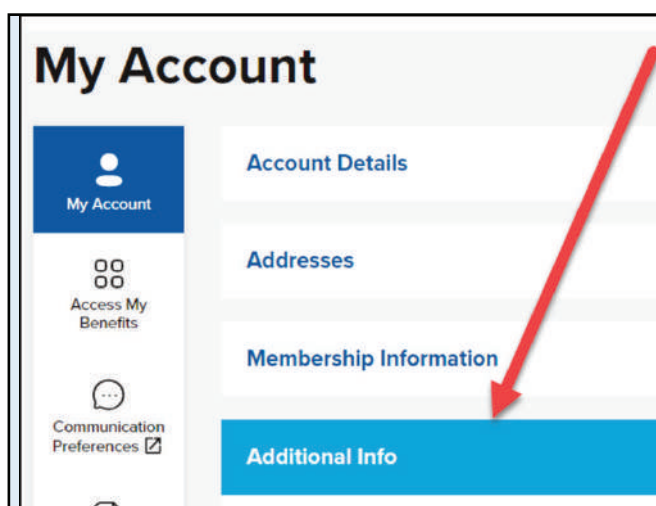 My Account
My Account
Access My
Benefits
Communication
Preferences
Account Details
Addresses
Membership Information
Additional Info